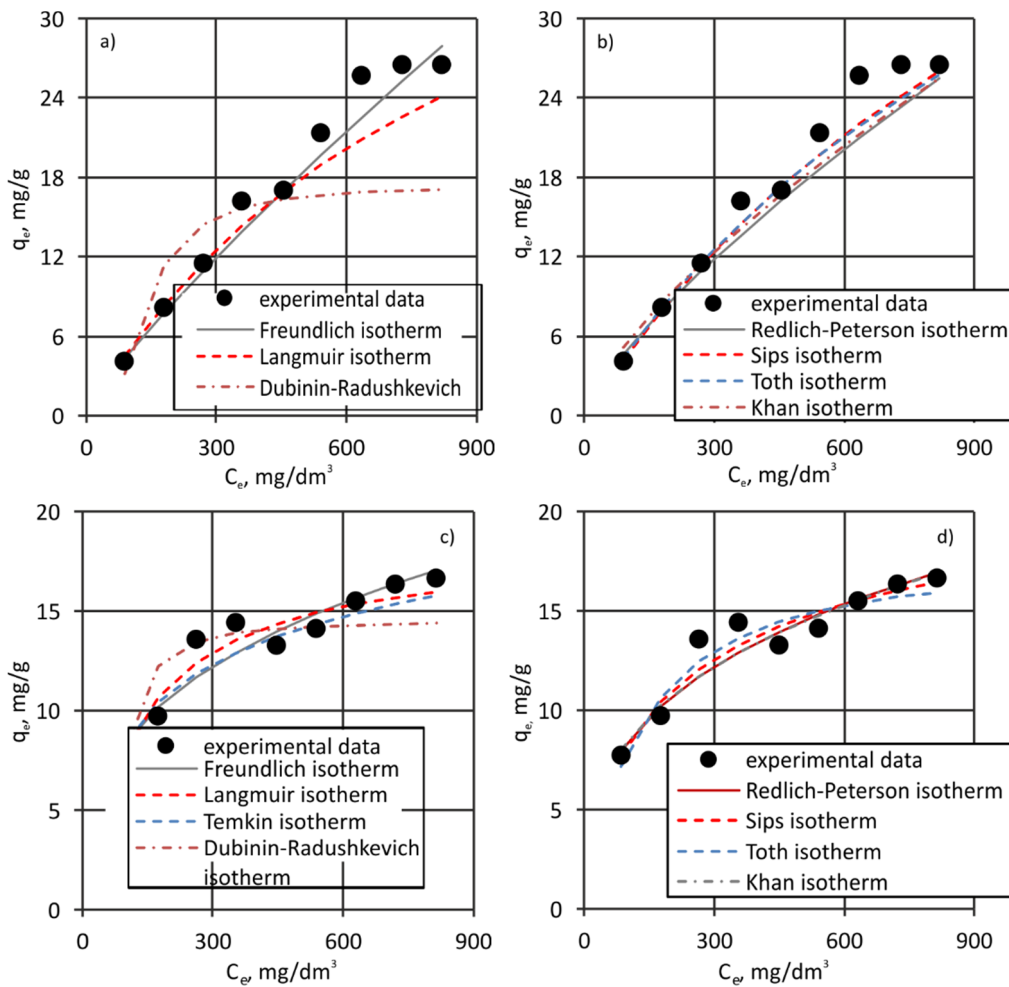 30
24
18
12
6
0
qe, mg/g
a)
experimental data
Freundlich isotherm
Langmuir isotherm
Dubinin-Radushkevich
0
300
600
900
Ce, mg/dm³
30
24
18
12
6
0
qe, mg/g
b)
experimental data
Redlich-Peterson isotherm
Sips isotherm
Toth isotherm
Khan isotherm
0
300
600
900
Ce, mg/dm³
20
15
10
5
0
qe, mg/g
c)
experimental data
Freundlich isotherm
Langmuir isotherm
Temkin isotherm
Dubinin-Radushkevich
isotherm
0
300
600
900
Ce, mg/dm³
20
15
10
5
0
qe, mg/g
d)
experimental data
Redlich-Peterson isotherm
Sips isotherm
Toth isotherm
Khan isotherm
0
300
600
900
Ce, mg/dm³